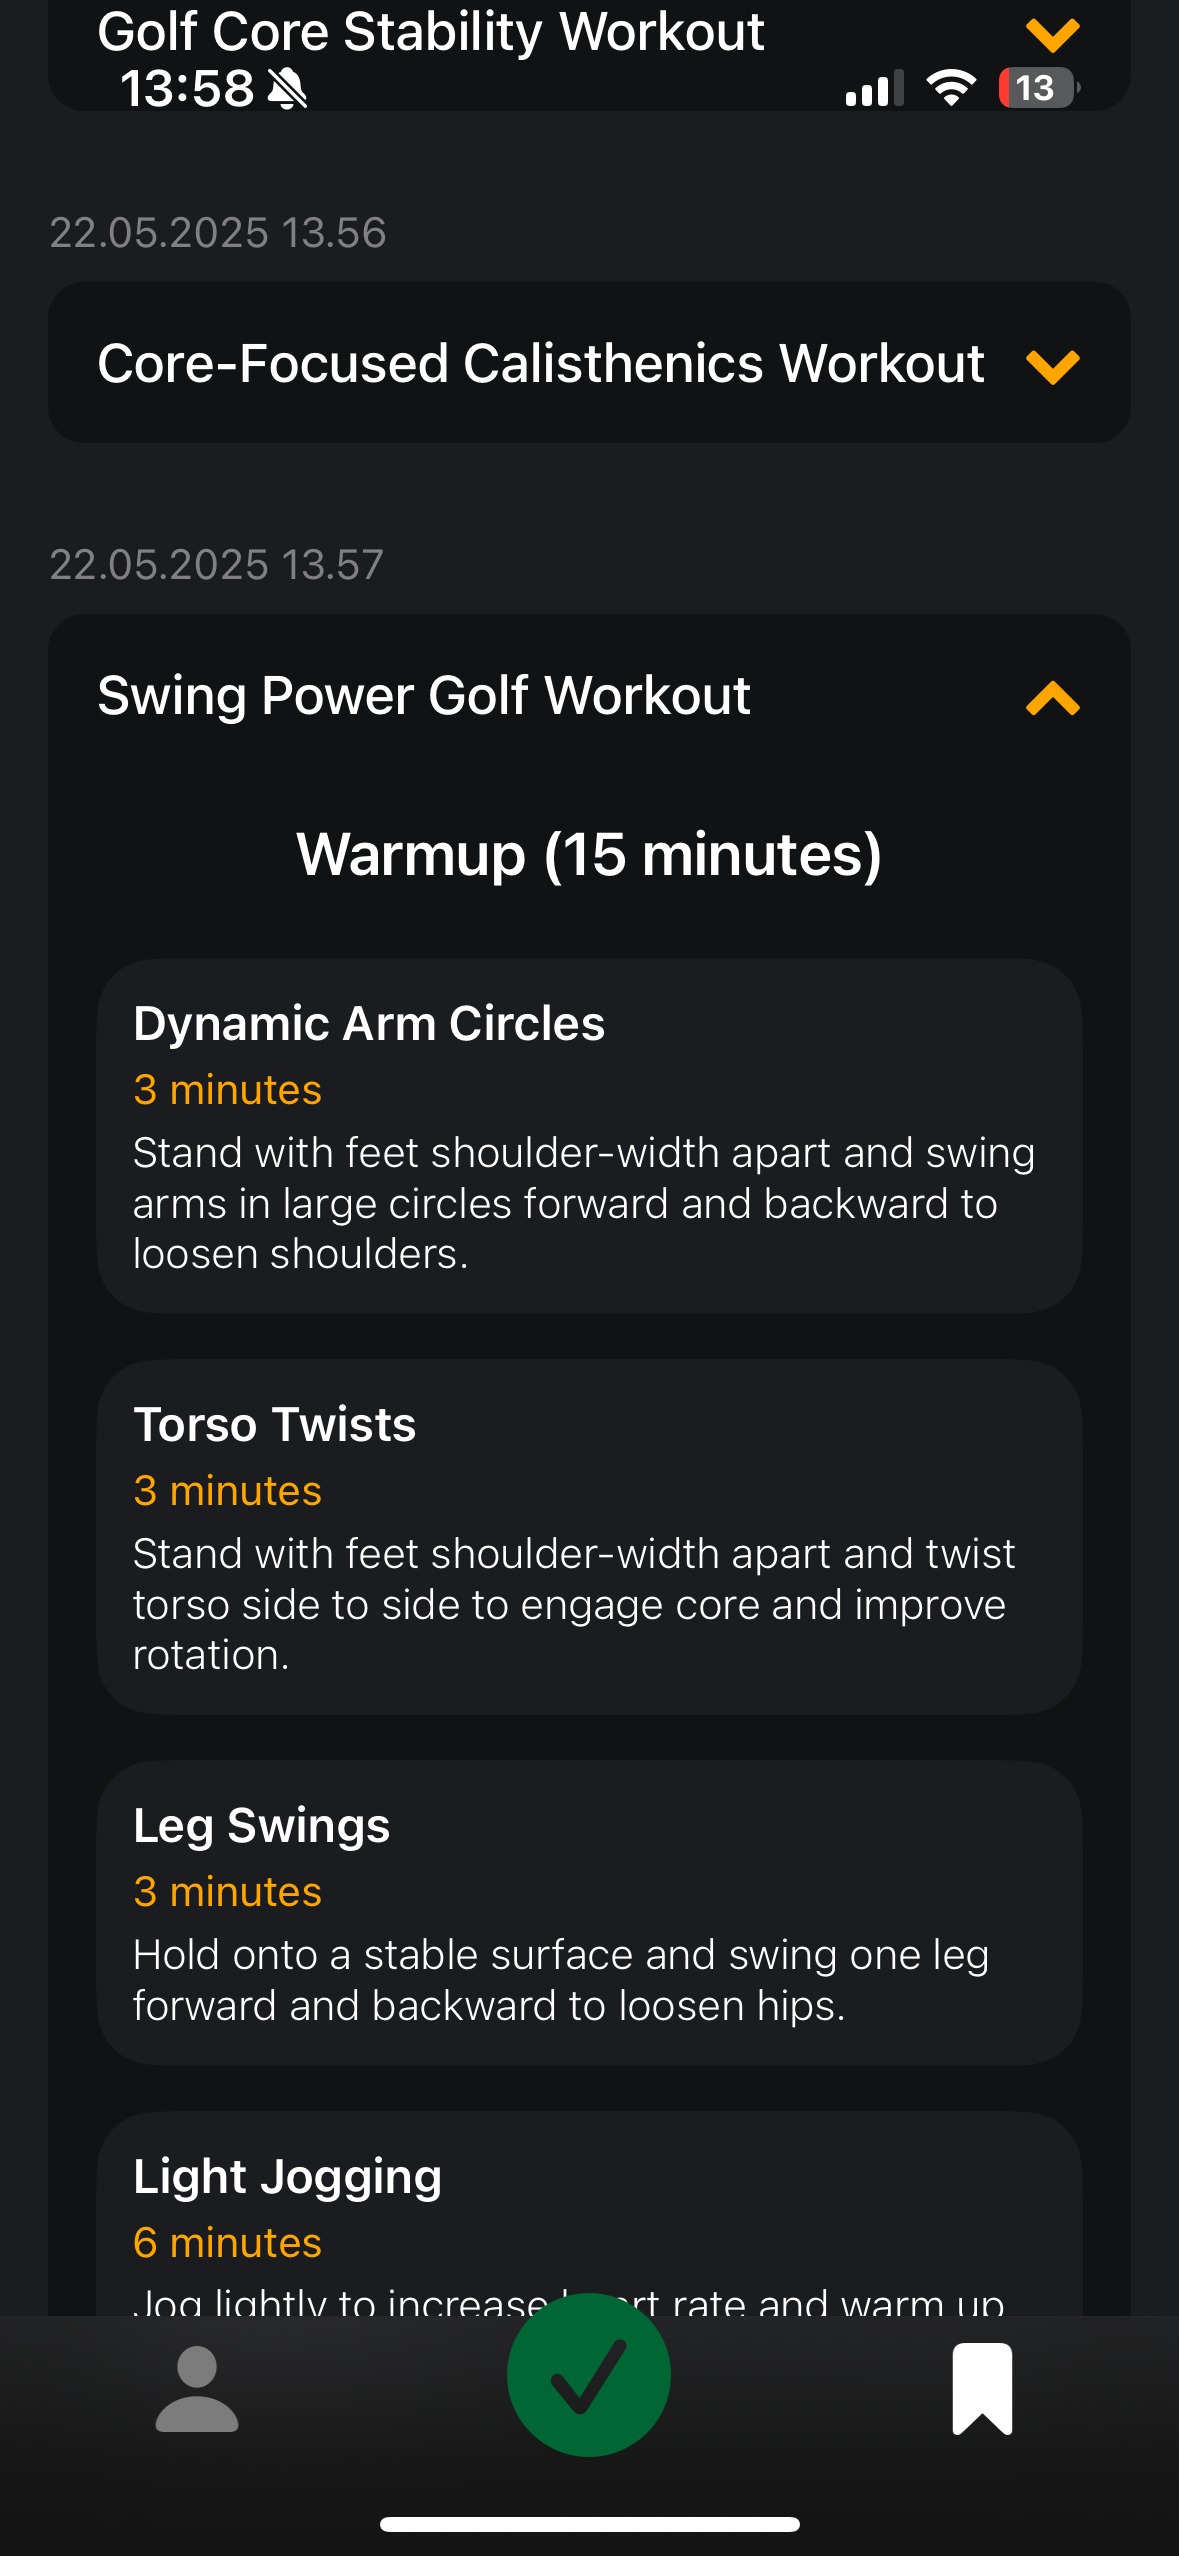 Golf Core Stability Workout
13:58
13
22.05.2025 13.56
Core-Focused Calisthenics Workout
22.05.2025 13.57
Swing Power Golf Workout
Warmup (15 minutes)
Dynamic Arm Circles
3 minutes
Stand with feet shoulder-width apart and swing
arms in large circles forward and backward to
loosen shoulders.
Torso Twists
3 minutes
Stand with feet shoulder-width apart and twist
torso side to side to engage core and improve
rotation.
Leg Swings
3 minutes
Hold onto a stable surface and swing one leg
forward and backward to loosen hips.
Light Jogging
6 minutes
Jog lightly to increase heart rate and warm up